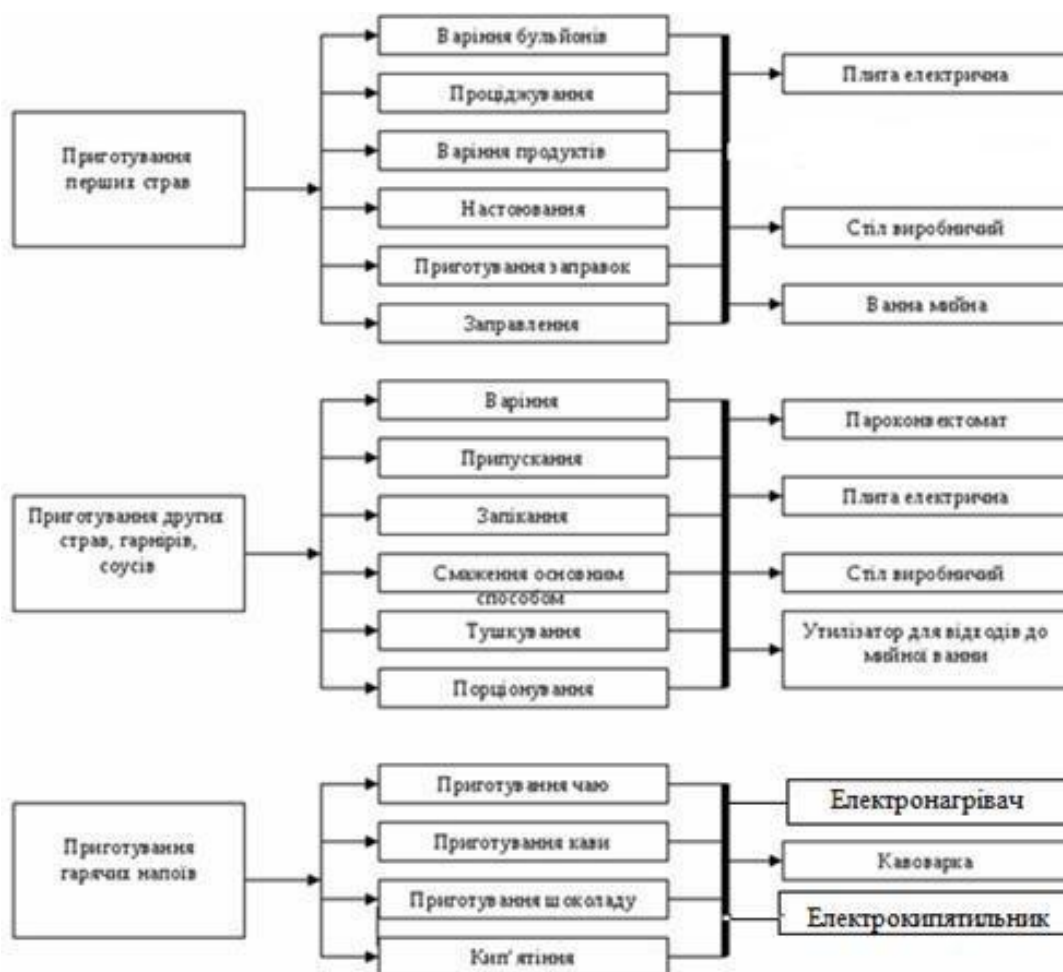 Варіння бульйонів
Проціджування
Приготування
перших страв
Варіння продуктів
Настоювання
Приготування заправок
Заправлення
Плита електрична
Стіл виробничий
Ванна мийна
Приготування других
страв, гарнірів,
соусів
Варіння
Припускання
Запікання
Смаження основним
способом
Тушкування
Порціонування
Пароконвектомат
Плита електрична
Стіл виробничий
Утилізатор для відходів до
мийної ванни
Приготування
гарячих напоїв
Приготування чаю
Приготування кави
Приготування шоколаду
Кип'ятіння
Електронагрівач
Кавоварка
Електрокипятильник